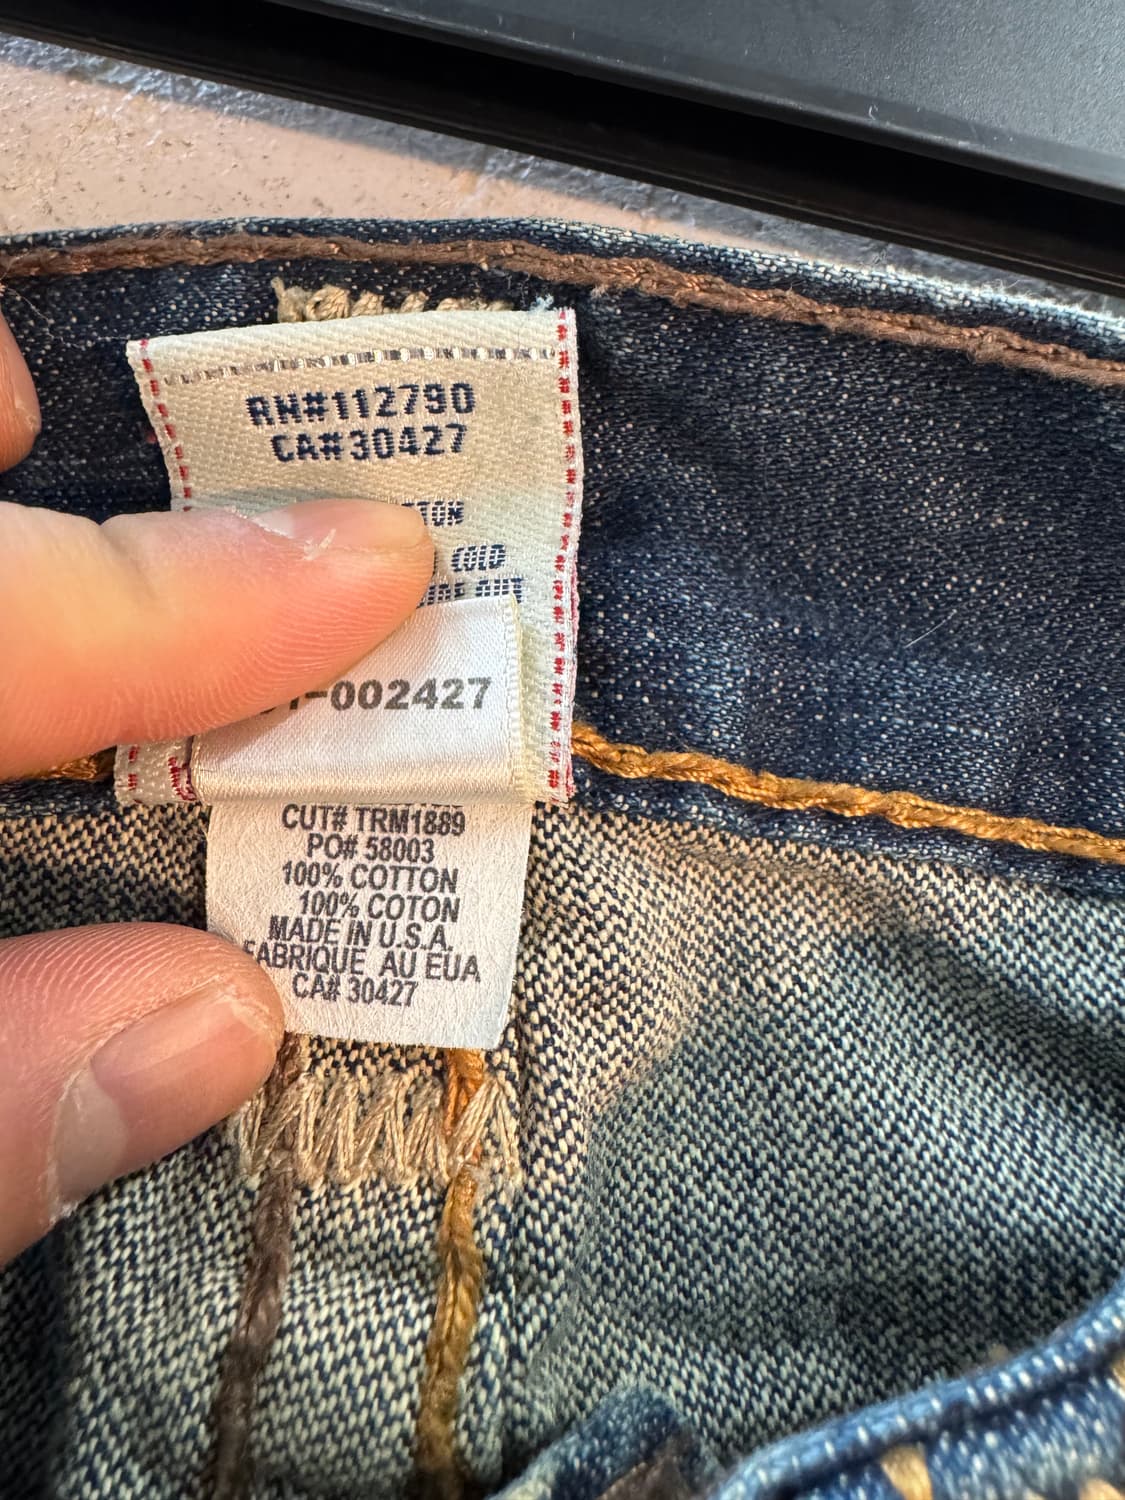 RN#112790
CA#30427
COLD
-002427
CUT# TRM1889
PO# 58003
100% COTTON
100% COTON
MADE IN U.S.A.
FABRIQUE AU EUA
CA# 30427